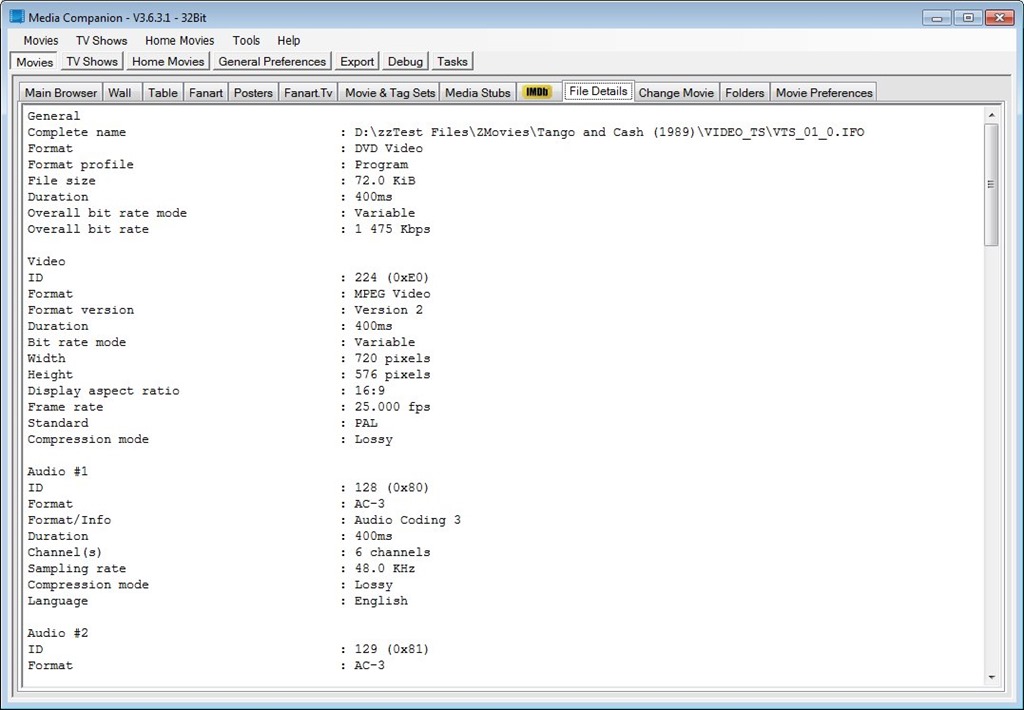 Media Companion - V3.6.3.1 - 32Bit
Movies TV Shows Home Movies Tools Help
Movies TV Shows Home Movies General Preferences Export Debug Tasks
Main Browser Wall Table Fanart Posters Fanart.Tv Movie & Tag Sets Media Stubs IMDb File Details Change Movie Folders Movie Preferences
General
Complete name : D:\zzTest Files\ZMovies\Tango and Cash (1989)\VIDEO_TS\VTS_01_0.IFO
Format : DVD Video
Format profile : Program
File size : 72.0 KiB
Duration : 400ms
Overall bit rate mode : Variable
Overall bit rate : 1 475 Kbps
Video
ID : 224 (0xE0)
Format : MPEG Video
Format version : Version 2
Duration : 400ms
Bit rate mode : Variable
Width : 720 pixels
Height : 576 pixels
Display aspect ratio : 16:9
Frame rate : 25.000 fps
Standard : PAL
Compression mode : Lossy
Audio #1
ID : 128 (0x80)
Format : AC-3
Format/Info : Audio Coding 3
Duration : 400ms
Channel(s) : 6 channels
Sampling rate : 48.0 KHz
Compression mode : Lossy
Language : English
Audio #2
ID : 129 (0x81)
Format : AC-3